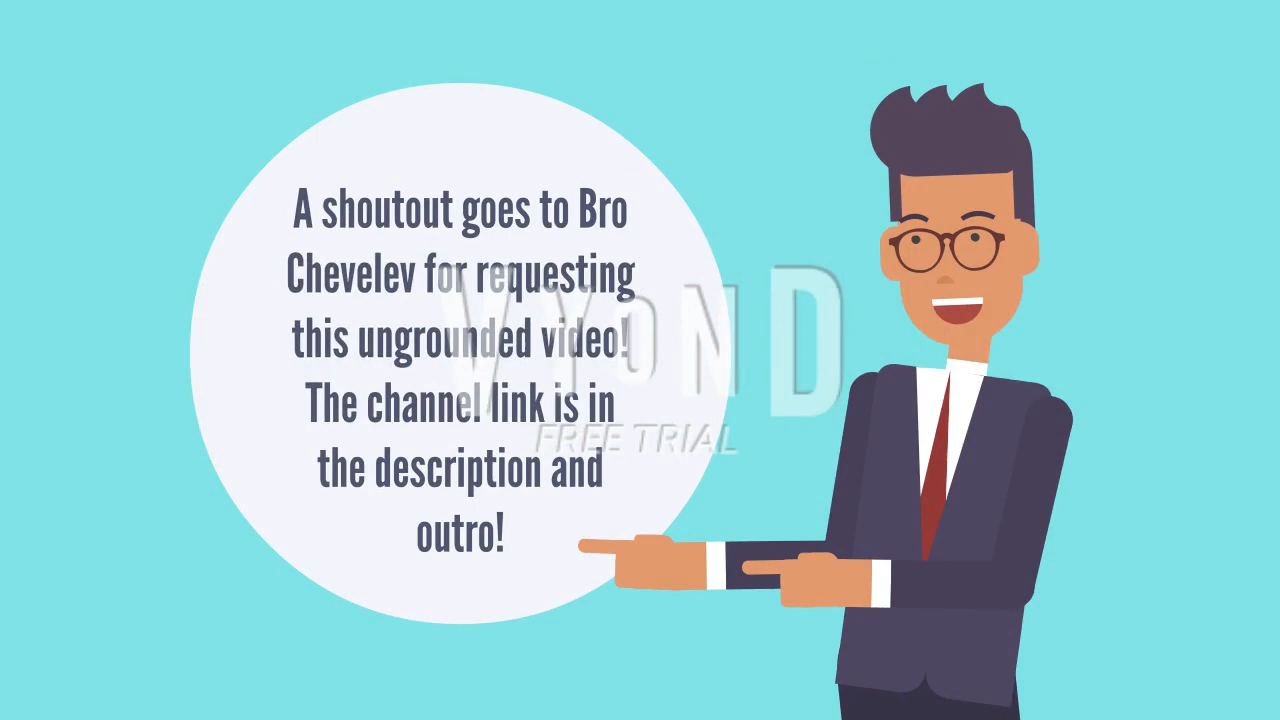 A shoutout goes to Bro
Chevelev for requesting
this ungrounded video!
The channel link is in
the description and
outro!
VYOND
FREE TRIAL